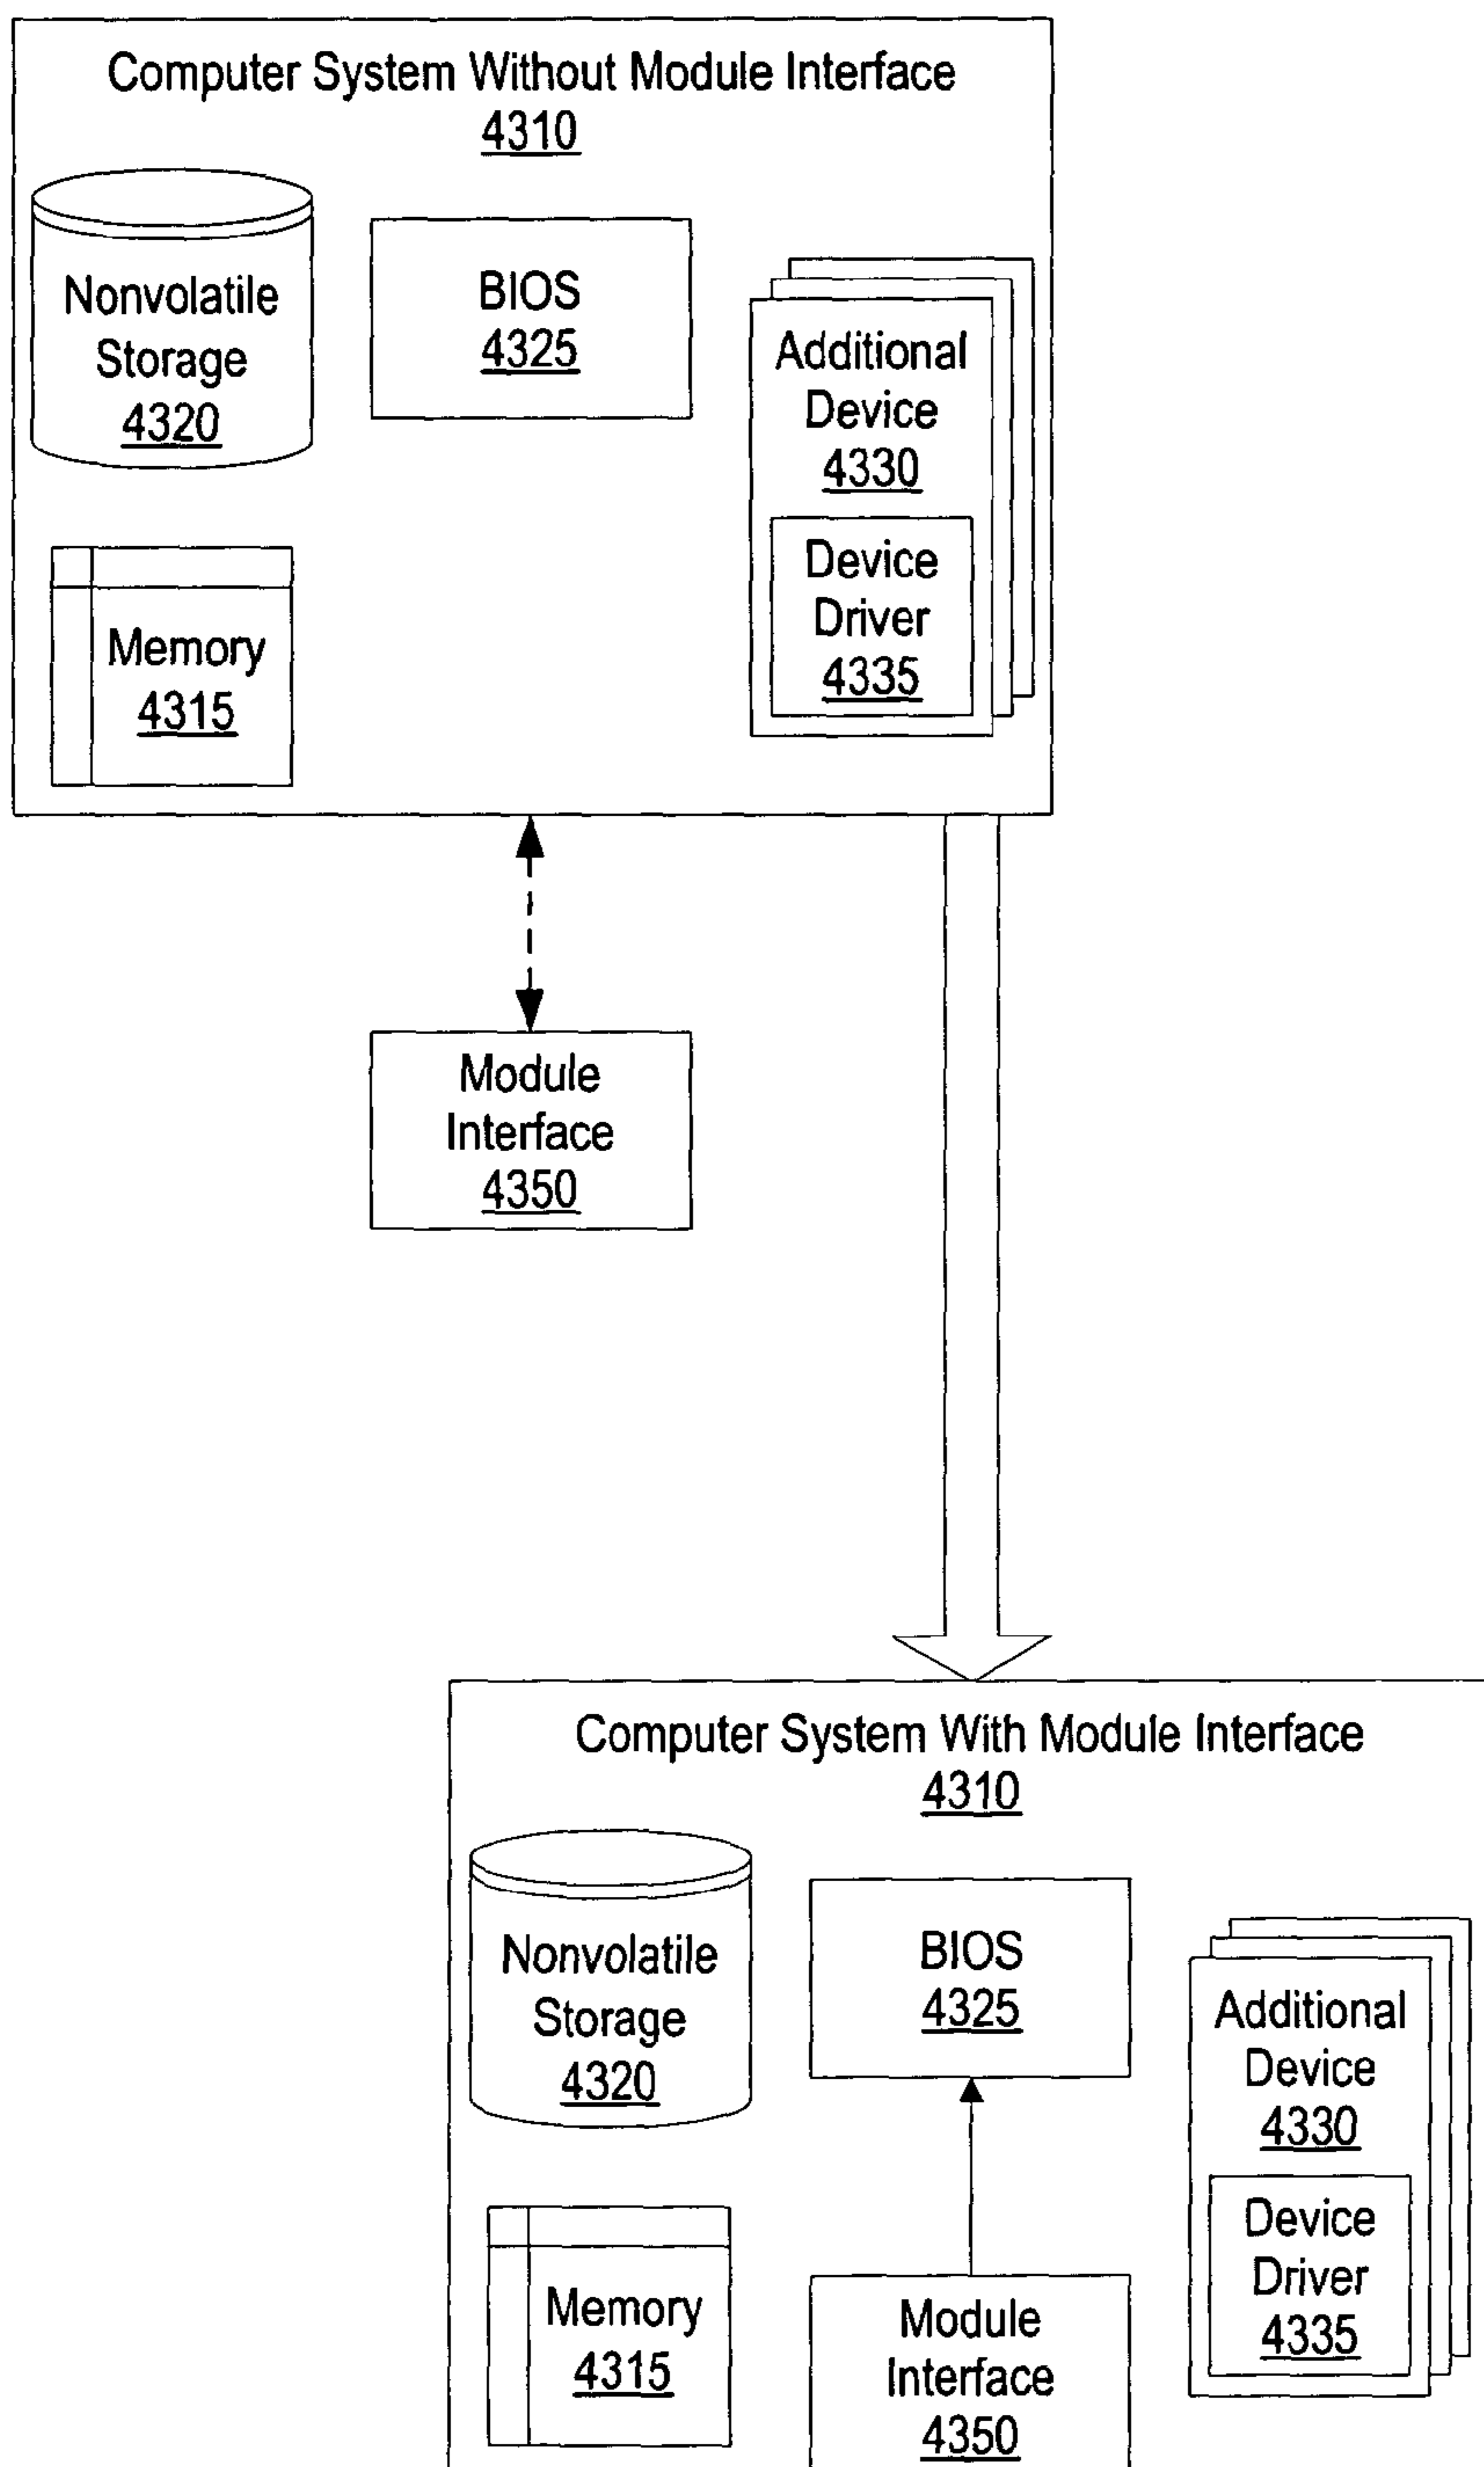 Computer System Without Module Interface
4310
Nonvolatile
Storage
4320
BIOS
4325
Additional
Device
4330
Device
Driver
4335
Memory
4315
Module
Interface
4350
Computer System With Module Interface
4310
Nonvolatile
Storage
4320
BIOS
4325
Additional
Device
4330
Device
Driver
4335
Memory
4315
Module
Interface
4350